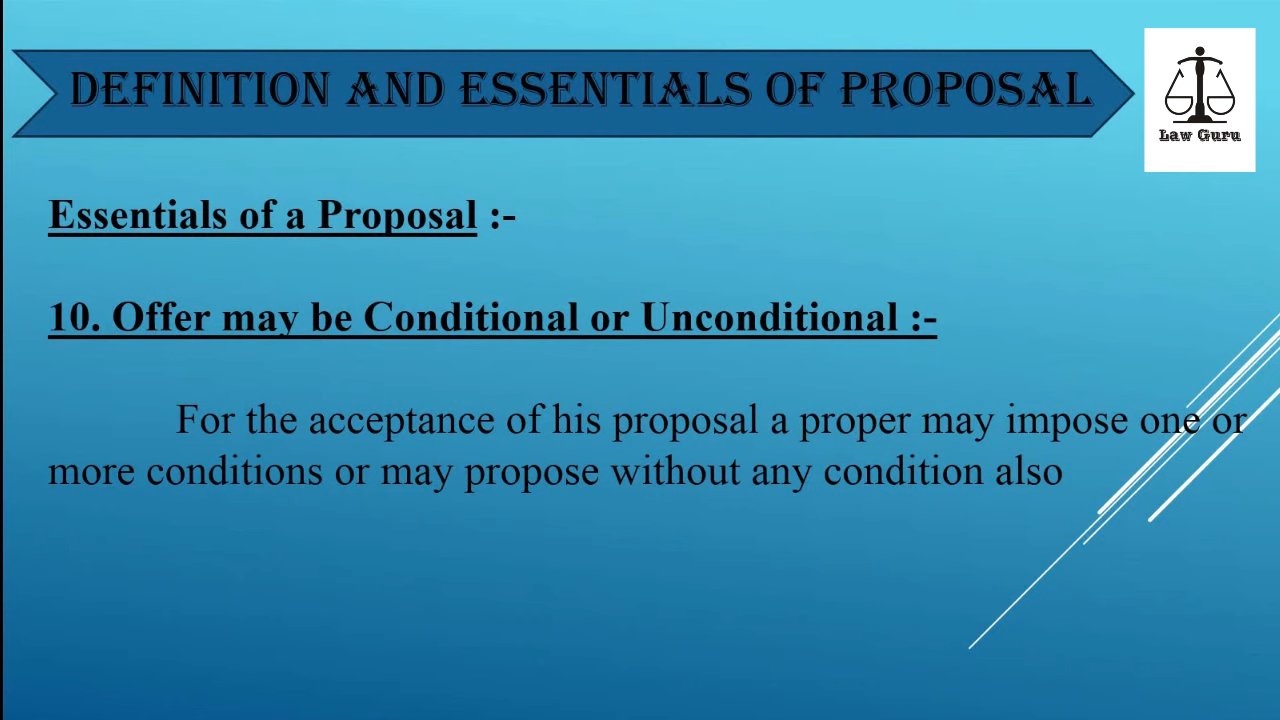 DEFINITION AND ESSENTIALS OF PROPOSAL
Law Guru
Essentials of a Proposal :-
10. Offer may be Conditional or Unconditional :-
For the acceptance of his proposal a proper may impose one or
more conditions or may propose without any condition also